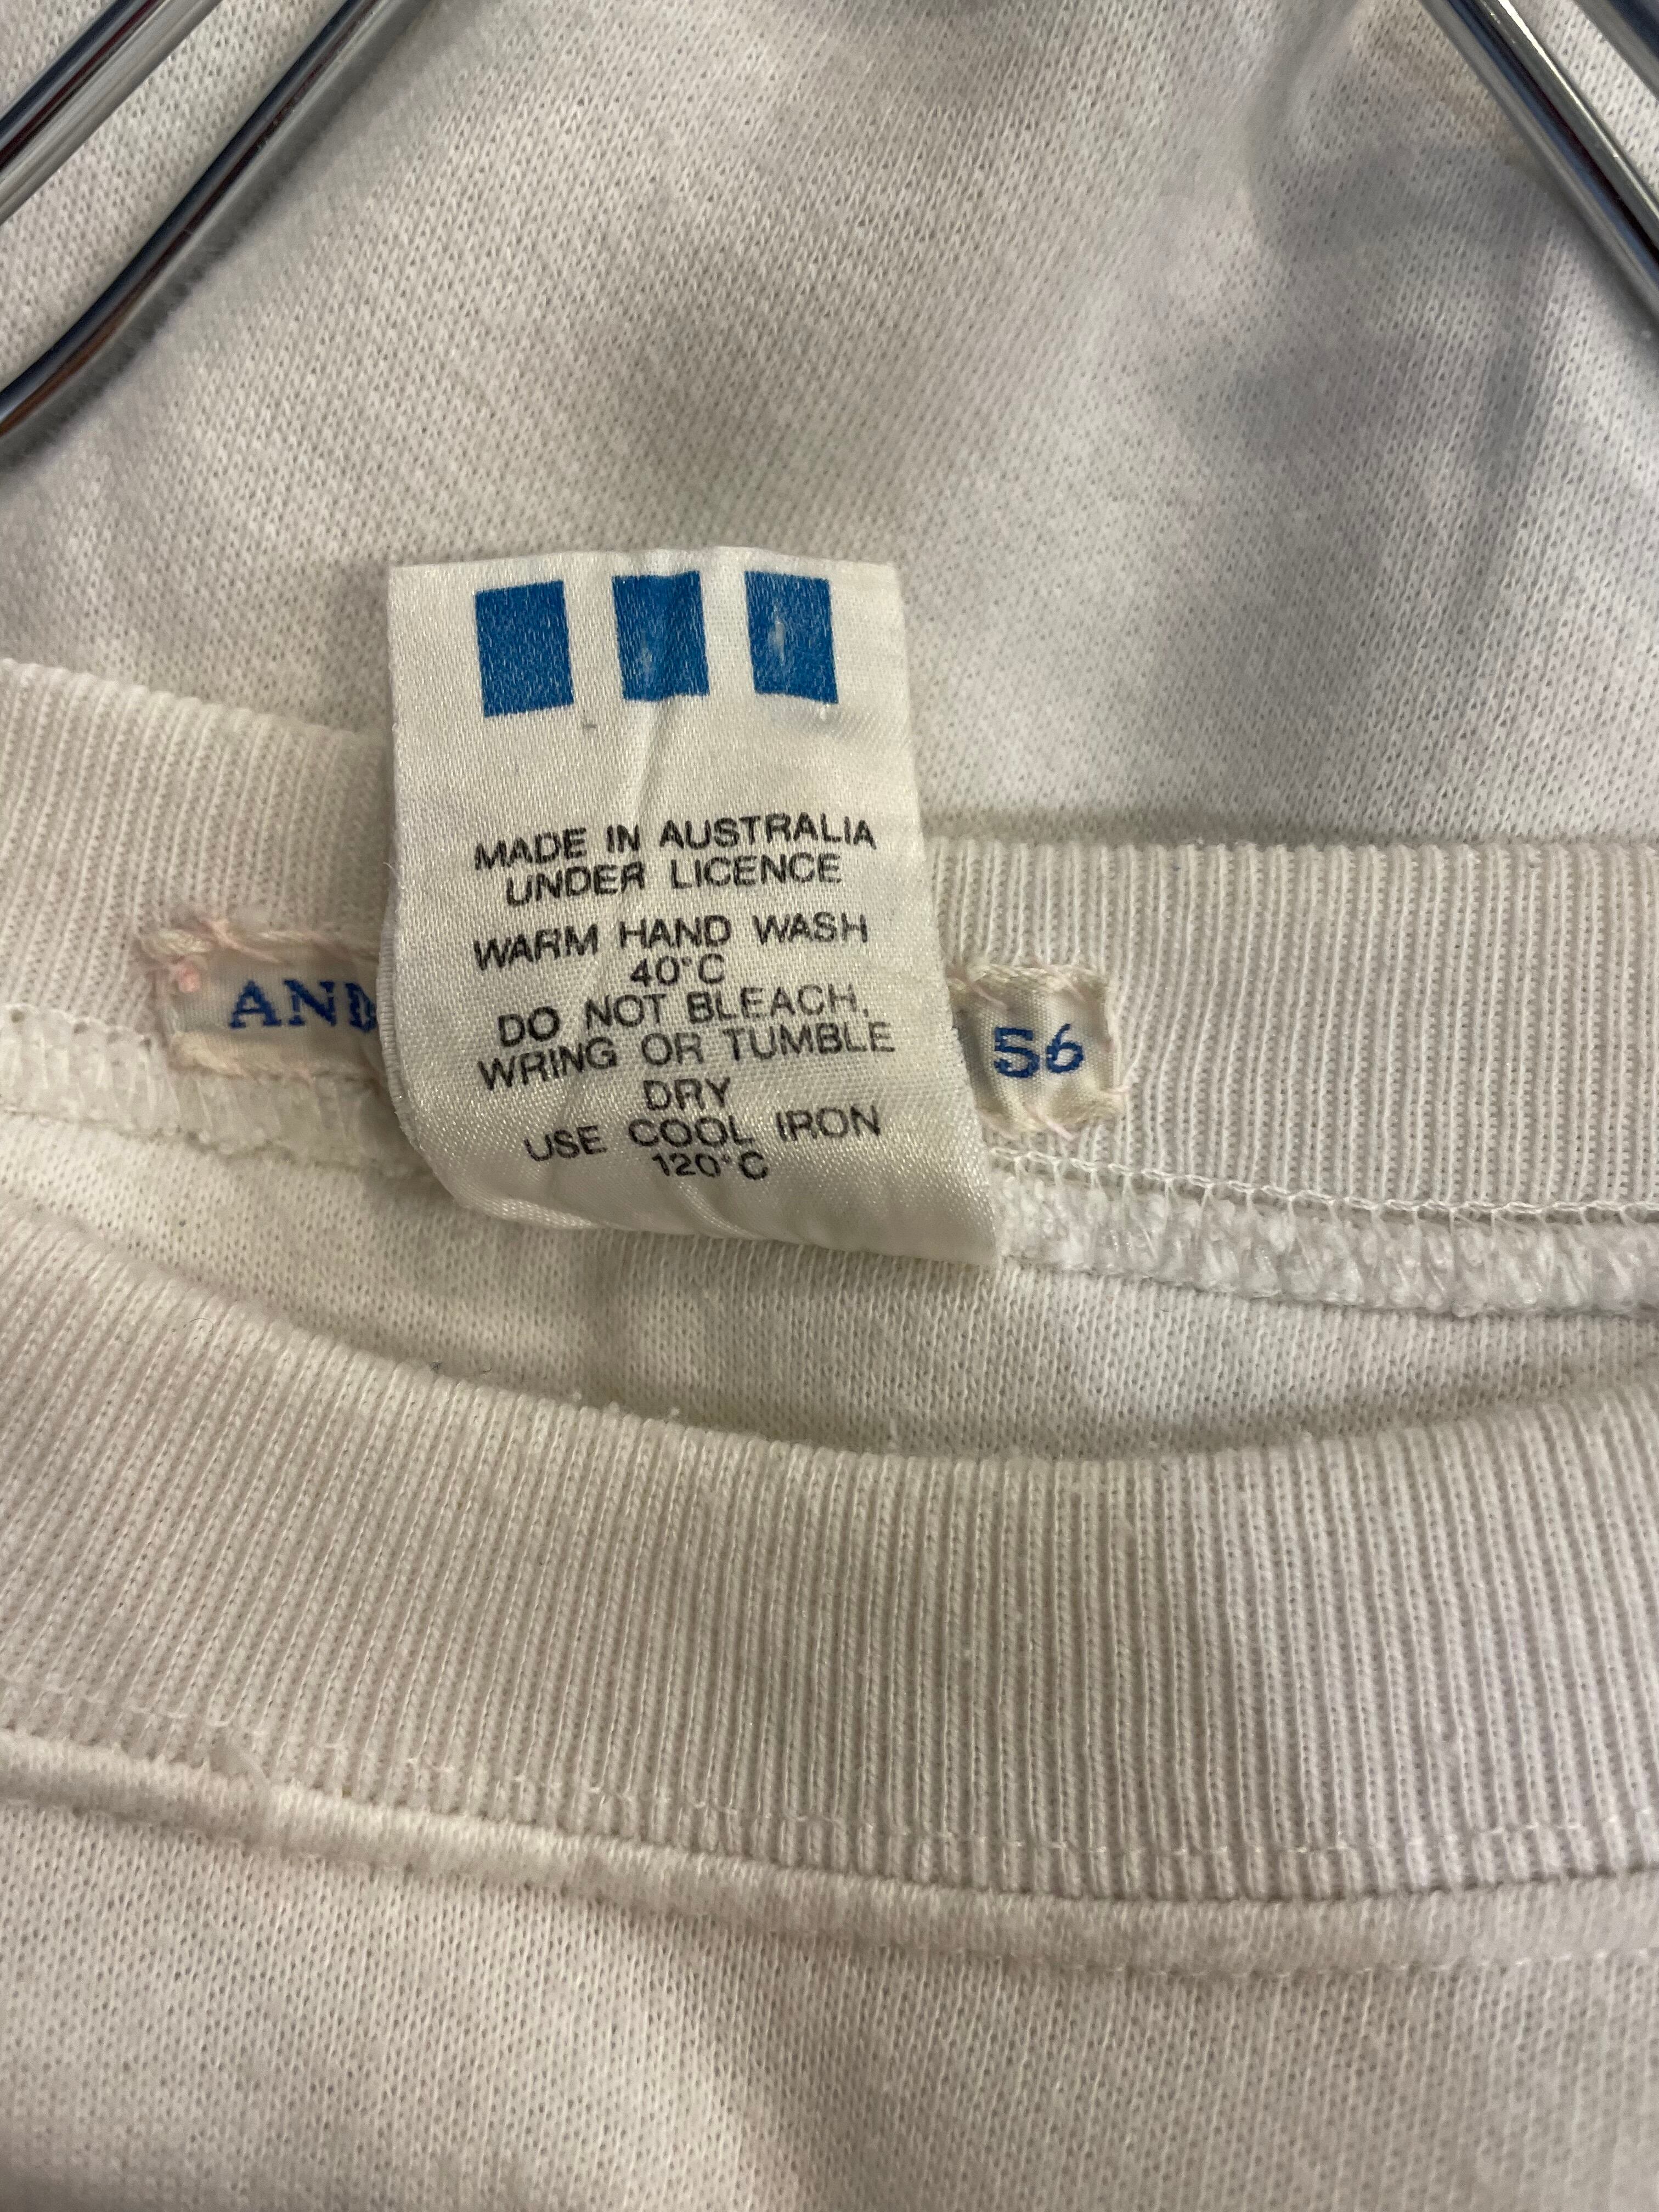 MADE IN AUSTRALIA
UNDER LICENCE
WARM HAND WASH
40°C
DO NOT BLEACH,
WRING OR TUMBLE
DRY
USE COOL IRON
120°C
AND
56